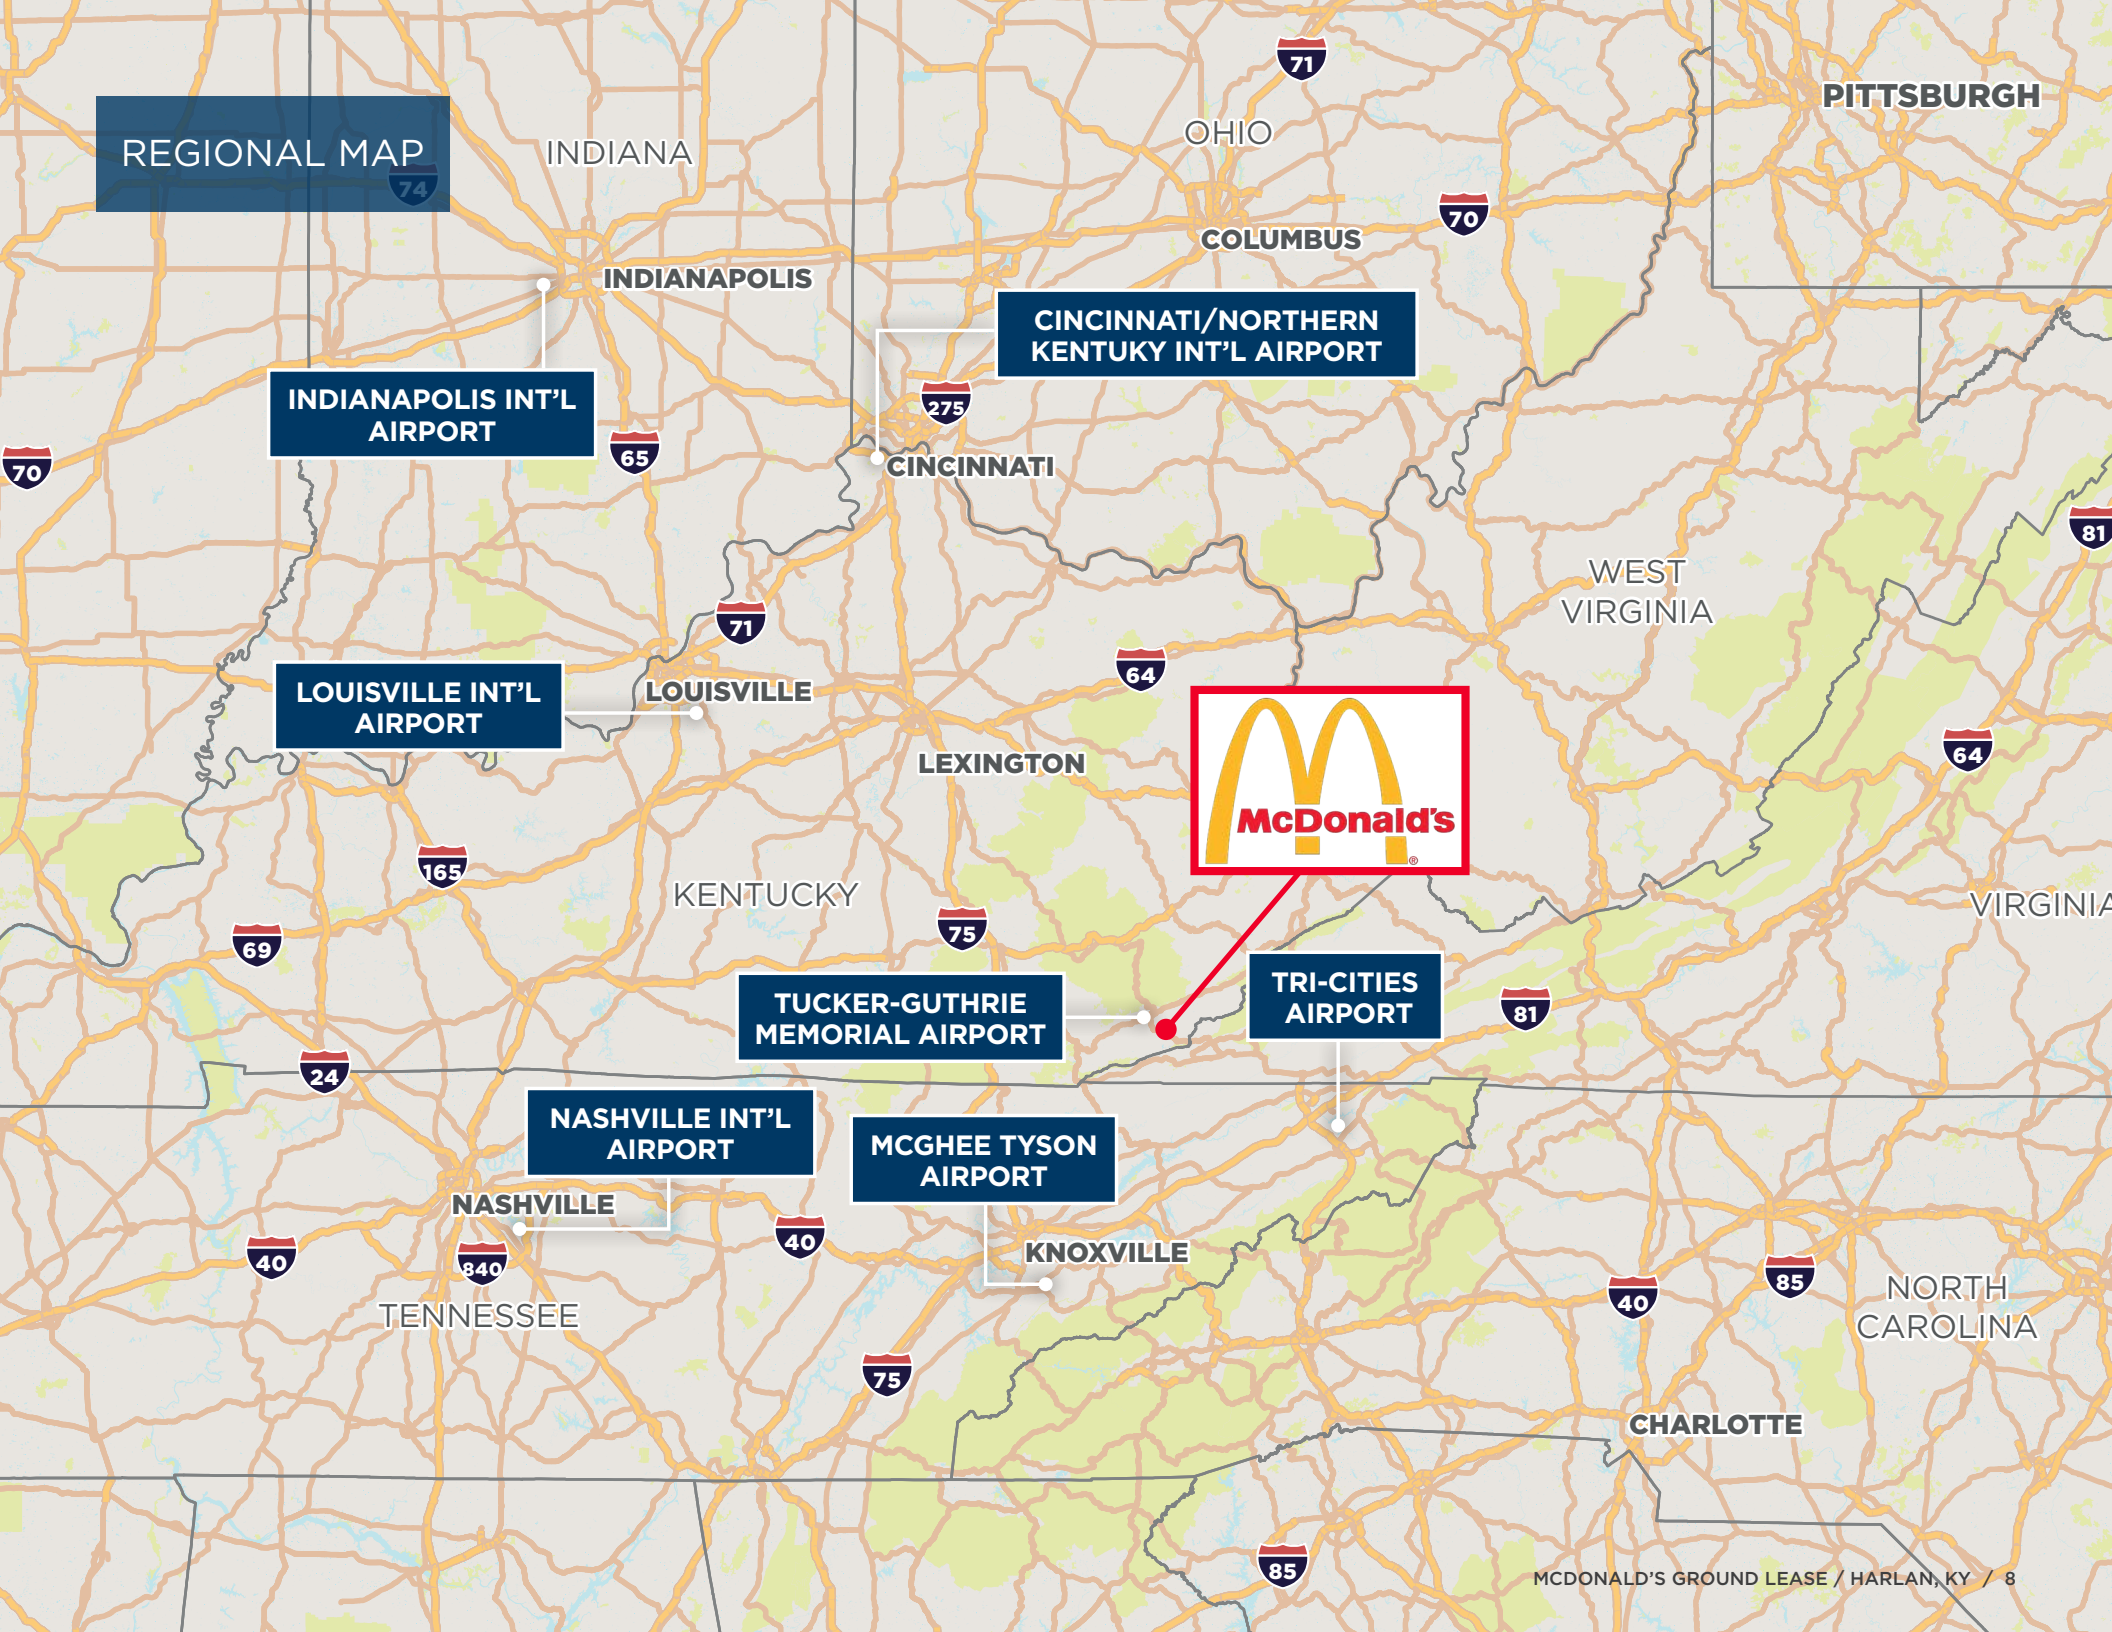 71
PITTSBURGH
OHIO
REGIONAL MAP
INDIANA
74
70
COLUMBUS
INDIANAPOLIS
CINCINNATI/NORTHERN
KENTUKY INT'L AIRPORT
INDIANAPOLIS INT'L
AIRPORT
275
65
70
CINCINNATI
81
WEST
VIRGINIA
71
64
LOUISVILLE INT'L
AIRPORT
LOUISVILLE
LEXINGTON
64
McDonald's
®
165
KENTUCKY
VIRGINIA
75
69
TUCKER-GUTHRIE
MEMORIAL AIRPORT
TRI-CITIES
AIRPORT
81
24
NASHVILLE INT'L
AIRPORT
MCGHEE TYSON
AIRPORT
NASHVILLE
40
840
40
KNOXVILLE
TENNESSEE
40
85
NORTH
CAROLINA
75
CHARLOTTE
85
MCDONALD'S GROUND LEASE / HARLAN, KY / 8